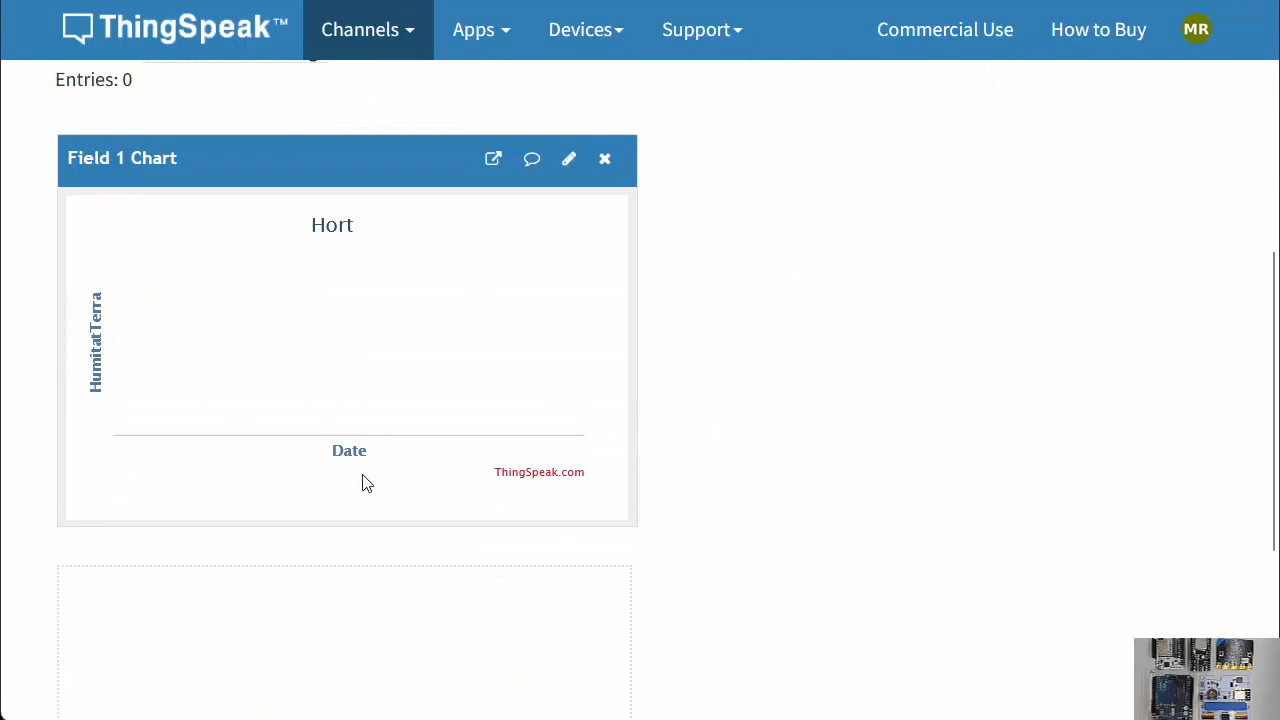 ThingSpeak™
Channels
Apps
Devices
Support
Commercial Use
How to Buy
MR
Entries: 0
Field 1 Chart
Hort
HumitatTerra
Date
ThingSpeak.com